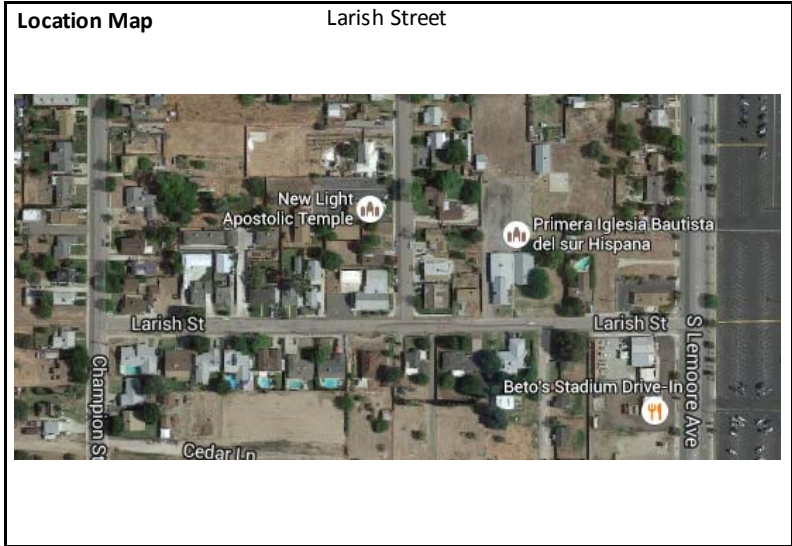 Location Map
Larish Street
New Light
Apostolic Temple
Primera Iglesia Bautista
del sur Hispana
Larish St
Larish St
S Lemoore Ave
Champion St
Beto's Stadium Drive-In
Cedar Ln